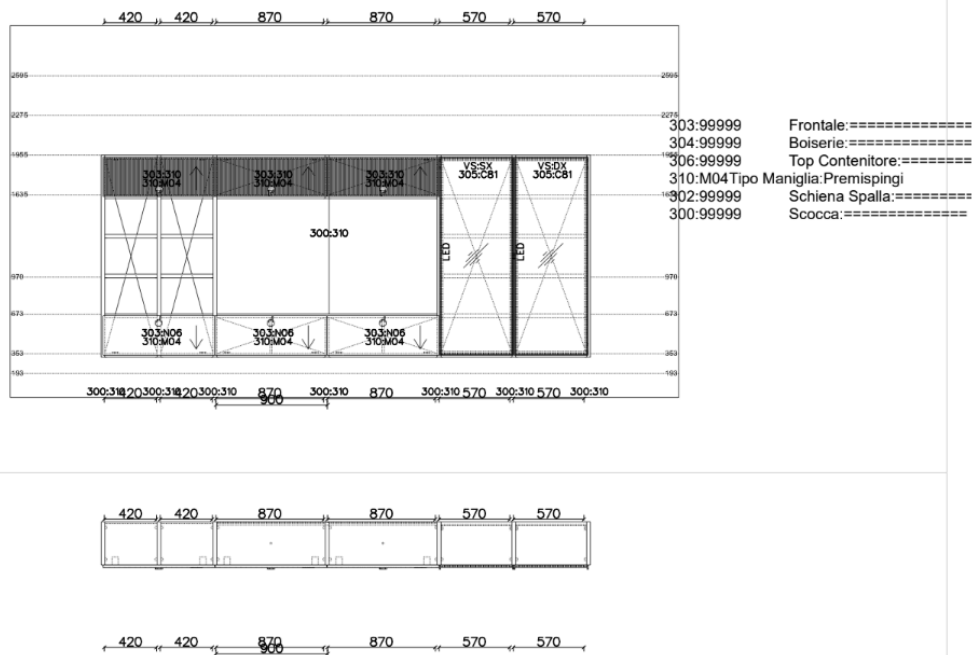 420 420 870 870 570 570
2595 2595
2275 2275
303:99999 Frontale:==============
304:99999 Boiserie:==============
1955 1955
306:99999 Top Contenitore:========
303:310 303:310 303:310 VS:SX VS:DX
310:M04 310:M04 310:M04 305:C81 305:C81
310:M04Tipo Maniglia:Premispingi
1635 1635
302:99999 Schiena Spalla:=========
300:99999 Scocca:==============
300:310
LED LED
970 970
673 673
303:N06 303:N06 303:N06
310:M04 310:M04 310:M04
353 353
193 193
300:310 420 300:310 420 300:310 870 300:310 870 300:310 570 300:310 570 300:310
900
420 420 870 870 570 570
420 420 870 870 570 570
900